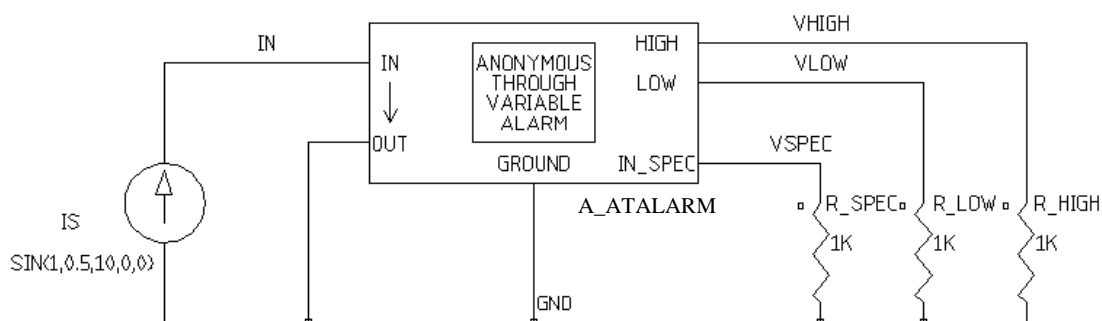 VHIGH
IN
HIGH
IN
ANONYMOUS
THROUGH
VARIABLE
ALARM
VLOW
LOW
OUT
VSPEC
GROUND
IN_SPEC
A_ATALARM
R_SPEC
R_LOW
R_HIGH
IS
1K
1K
1K
SIN(1,0.5,10,0,0)
GND